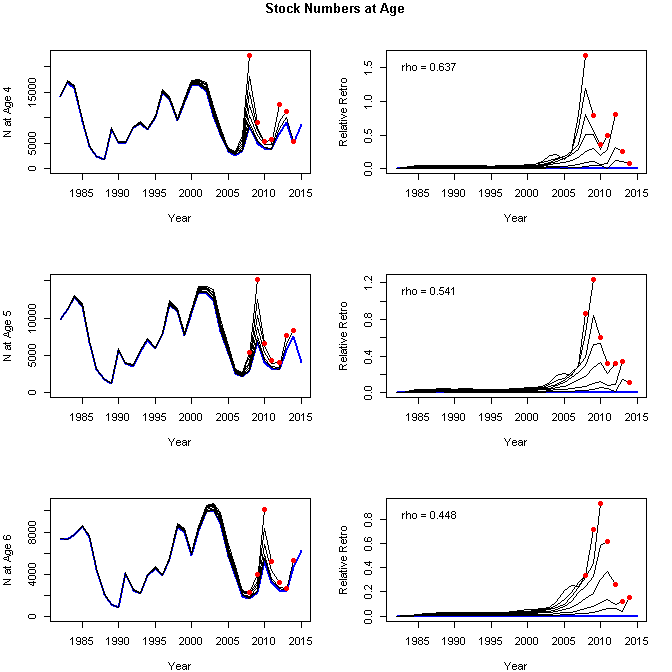 Stock Numbers at Age
N at Age 4
0
5000
15000
1985 1990 1995 2000 2005 2010 2015
Year
Relative Retro
0.0
0.5
1.0
1.5
rho = 0.637
1985 1990 1995 2000 2005 2010 2015
Year
N at Age 5
0
5000
10000
1985 1990 1995 2000 2005 2010 2015
Year
Relative Retro
0.0
0.4
0.8
1.2
rho = 0.541
1985 1990 1995 2000 2005 2010 2015
Year
N at Age 6
0
4000
8000
1985 1990 1995 2000 2005 2010 2015
Year
Relative Retro
0.0
0.2
0.4
0.6
0.8
rho = 0.448
1985 1990 1995 2000 2005 2010 2015
Year